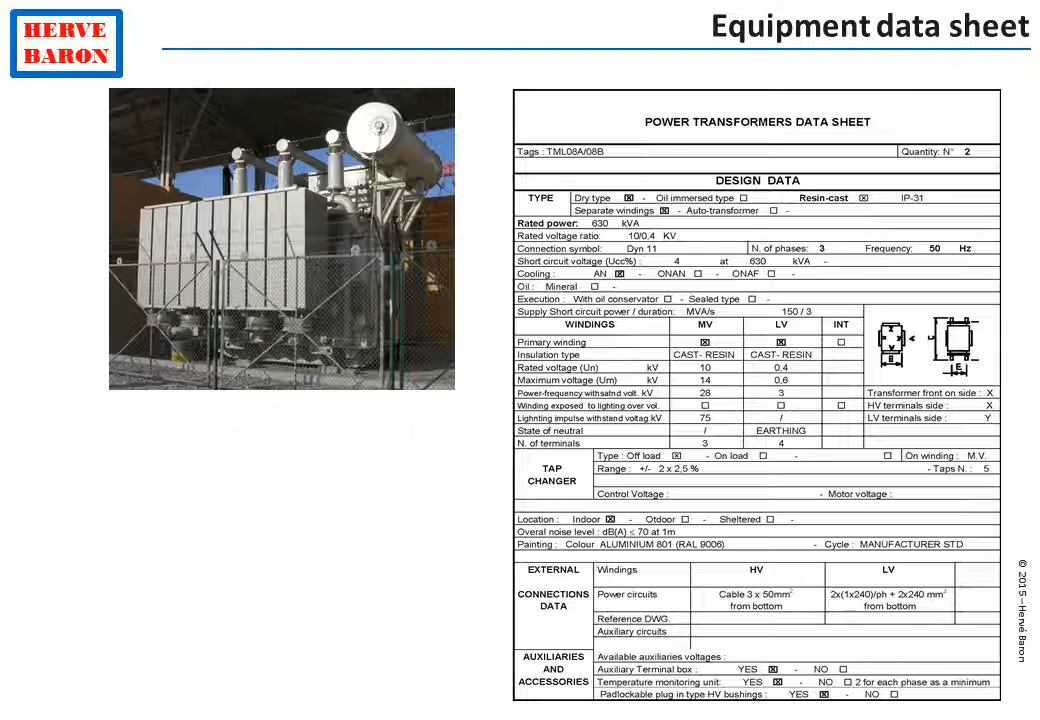 HERVE
BARON
Equipment data sheet
POWER TRANSFORMERS DATA SHEET
Tags : TML08A/08B Quantity: N° 2
DESIGN DATA
TYPE Dry type ☒ - Oil immersed type ☐ Resin-cast ☒ IP-31
Separate windings ☒ - Auto-transformer ☐ -
Rated power: 630 kVA
Rated voltage ratio: 10/0,4 KV
Connection symbol: Dyn 11 N. of phases: 3 Frequency: 50 Hz
Short circuit voltage (Ucc%) : 4 at 630 kVA -
Cooling : AN ☒ - ONAN ☐ - ONAF ☐ -
Oil : Mineral ☐ -
Execution : With oil conservator ☐ - Sealed type ☐ -
Supply Short circuit power / duration: MVA/s 150 / 3
WINDINGS MV LV INT
Primary winding ☒ ☒ ☐
Insulation type CAST- RESIN CAST- RESIN
Rated voltage (Un) kV 10 0,4
Maximum voltage (Um) kV 14 0,6
Power-frequency withsatnd volt. kV 28 3
Winding exposed to lighting over vol. ☐ ☐ ☐
Lighnting impulse withstand voltag kV 75 /
State of neutral / EARTHING
N. of terminals 3 4
X X V A B C E
Transformer front on side : X
HV terminals side : X
LV terminals side : Y
TAP
CHANGER
Type : Off load ☒ - On load ☐ - ☐ On winding : M.V.
Range : +/- 2 x 2,5 % - Taps N. : 5
Control Voltage : - Motor voltage :
Location : Indoor ☒ - Otdoor ☐ - Sheltered ☐ -
Overal noise level : dB(A) ≤ 70 at 1m
Painting : Colour ALUMINIUM 801 (RAL 9006) - Cycle : MANUFACTURER STD
EXTERNAL Windings HV LV
CONNECTIONS
DATA
Power circuits Cable 3 x 50mm² 2x(1x240)/ph + 2x240 mm²
from bottom from bottom
Reference DWG.
Auxiliary circuits
AUXILIARIES
AND
ACCESSORIES
Available auxiliaries voltages :
Auxiliary Terminal box : YES ☒ - NO ☐
Temperature monitoring unit: YES ☒ - NO ☐ 2 for each phase as a minimum
Padlockable plug in type HV bushings : YES ☒ - NO ☐
© 2015 – Hervé Baron